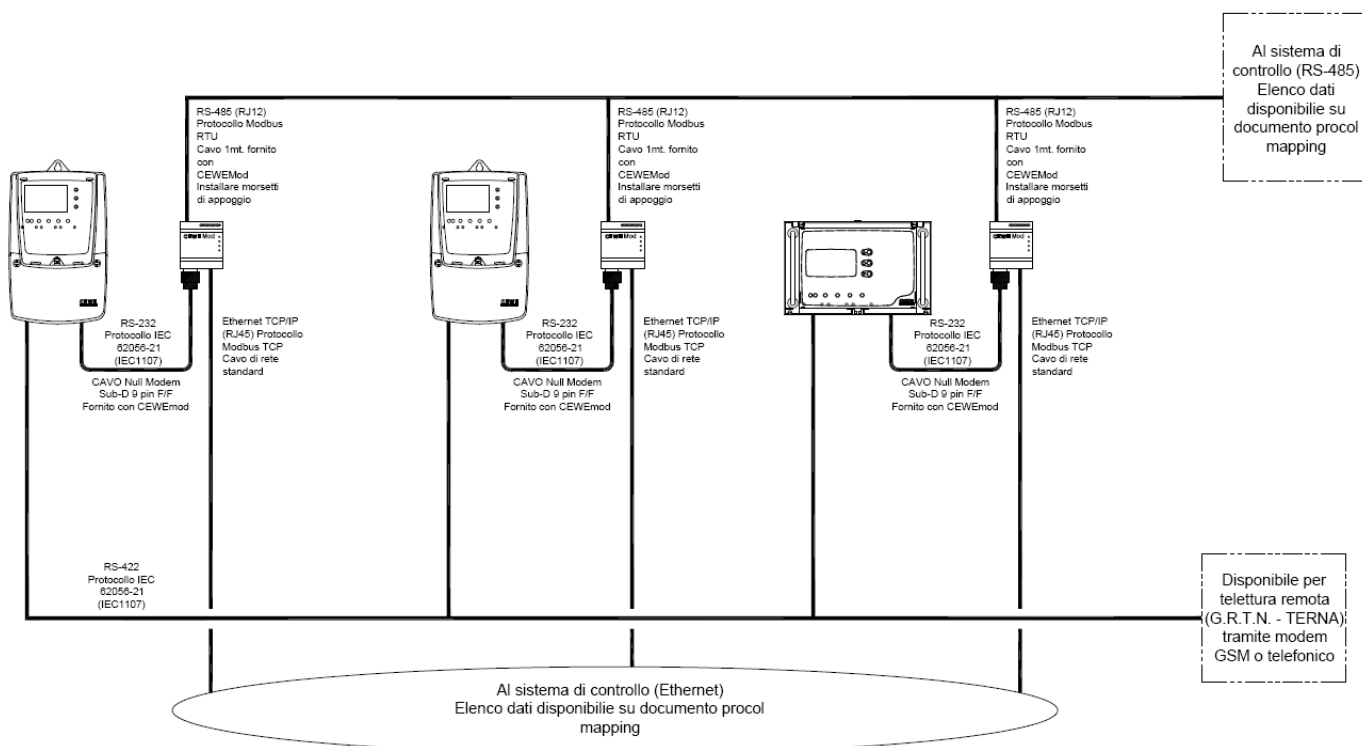 Al sistema di
controllo (RS-485)
Elenco dati
disponibilie su
documento procol
mapping
RS-485 (RJ12)
Protocollo Modbus
RTU
Cavo 1mt. fornito
con
CEWEMod
Installare morsetti
di appoggio
RS-485 (RJ12)
Protocollo Modbus
RTU
Cavo 1mt. fornito
con
CEWEMod
Installare morsetti
di appoggio
RS-485 (RJ12)
Protocollo Modbus
RTU
Cavo 1mt. fornito
con
CEWEMod
Installare morsetti
di appoggio
CEWE Mod
CEWE Mod
CEWE Mod
RS-232
Protocollo IEC
62056-21
(IEC1107)
CAVO Null Modem
Sub-D 9 pin F/F
Fornito con CEWEmod
Ethernet TCP/IP
(RJ45) Protocollo
Modbus TCP
Cavo di rete
standard
RS-232
Protocollo IEC
62056-21
(IEC1107)
CAVO Null Modem
Sub-D 9 pin F/F
Fornito con CEWEmod
Ethernet TCP/IP
(RJ45) Protocollo
Modbus TCP
Cavo di rete
standard
RS-232
Protocollo IEC
62056-21
(IEC1107)
CAVO Null Modem
Sub-D 9 pin F/F
Fornito con CEWEmod
Ethernet TCP/IP
(RJ45) Protocollo
Modbus TCP
Cavo di rete
standard
RS-422
Protocollo IEC
62056-21
(IEC1107)
Disponibile per
telettura remota
(G.R.T.N. - TERNA)
tramite modem
GSM o telefonico
Al sistema di controllo (Ethernet)
Elenco dati disponibilie su documento procol
mapping